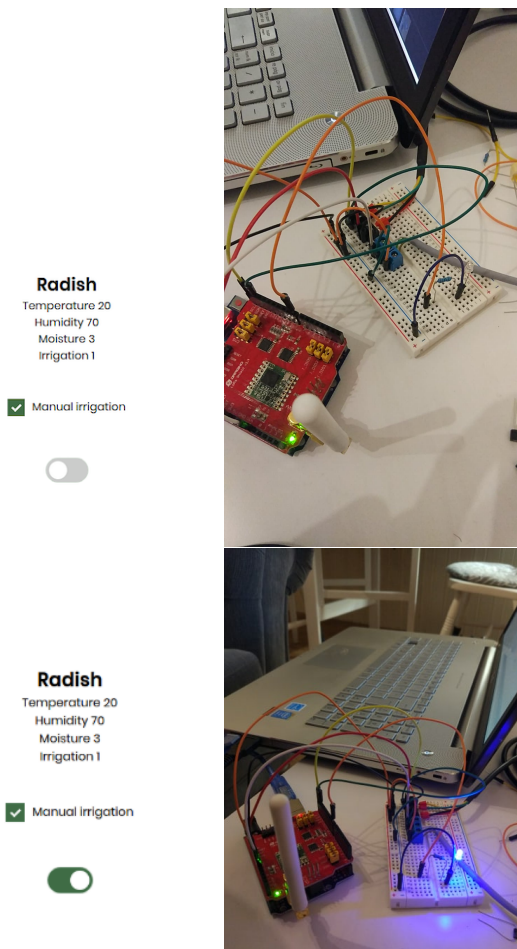 Radish
Temperature 20
Humidity 70
Moisture 3
Irrigation 1
Manual irrigation
Radish
Temperature 20
Humidity 70
Moisture 3
Irrigation 1
Manual irrigation